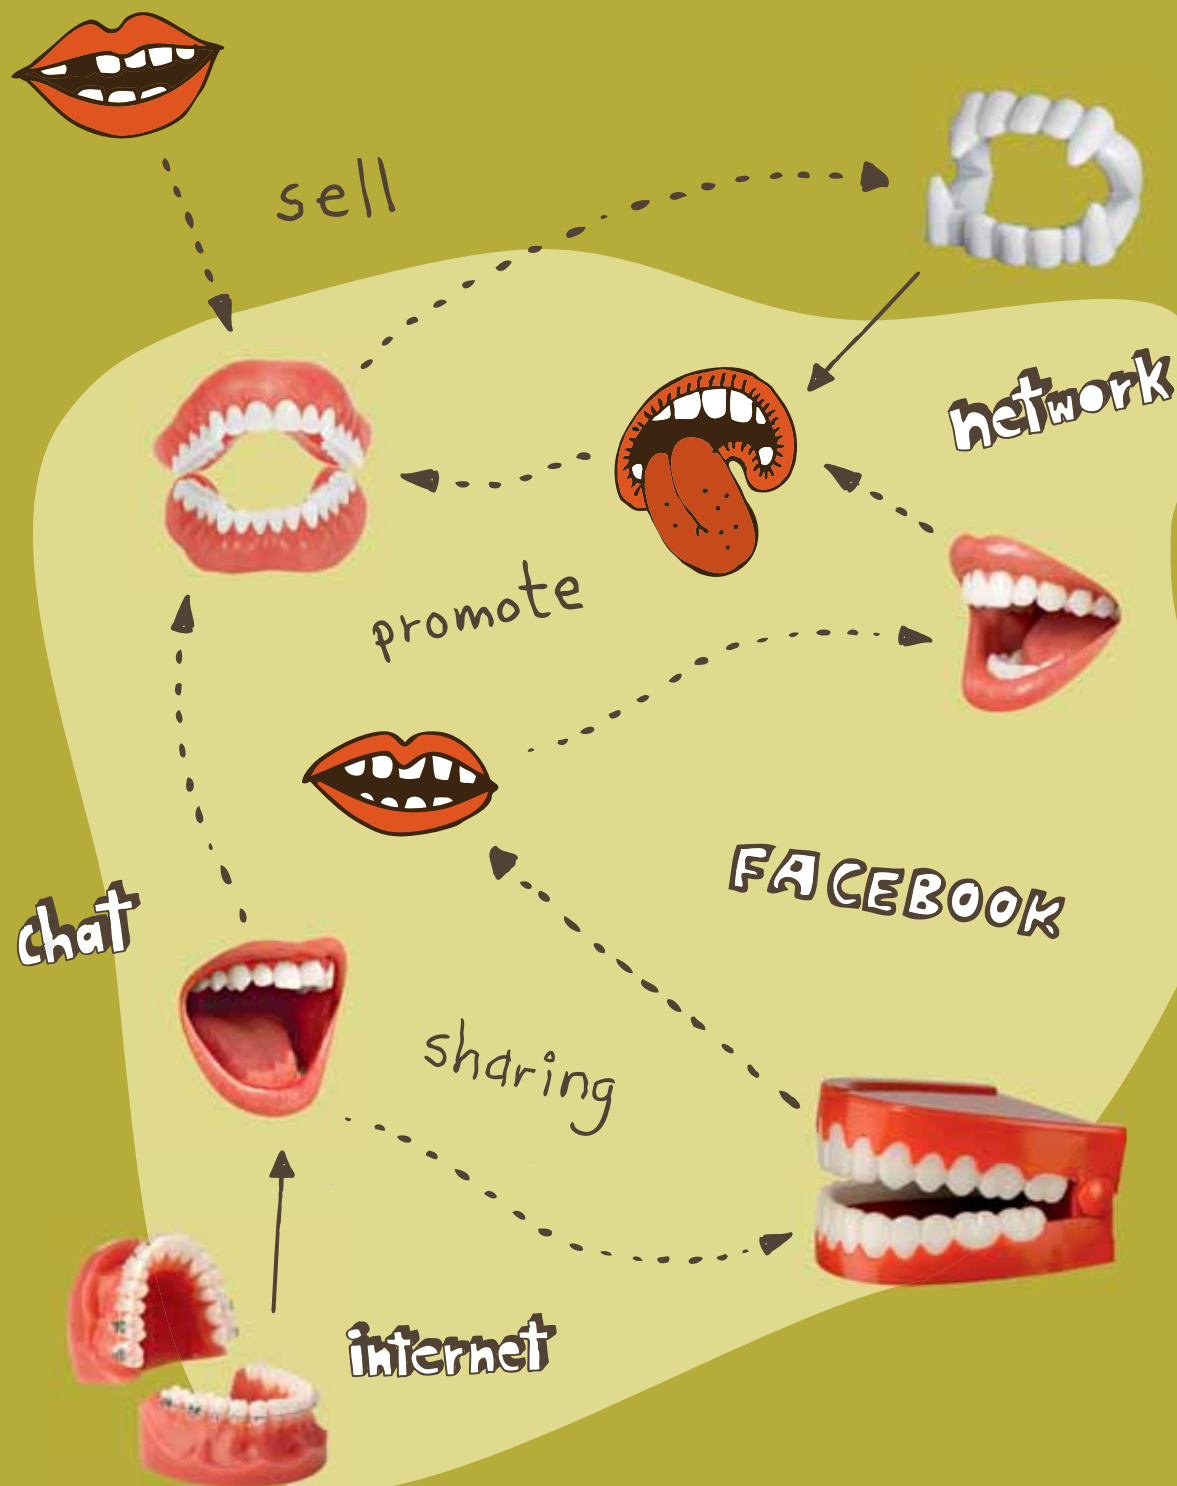 sell
network
promote
FACEBOOK
chat
sharing
internet